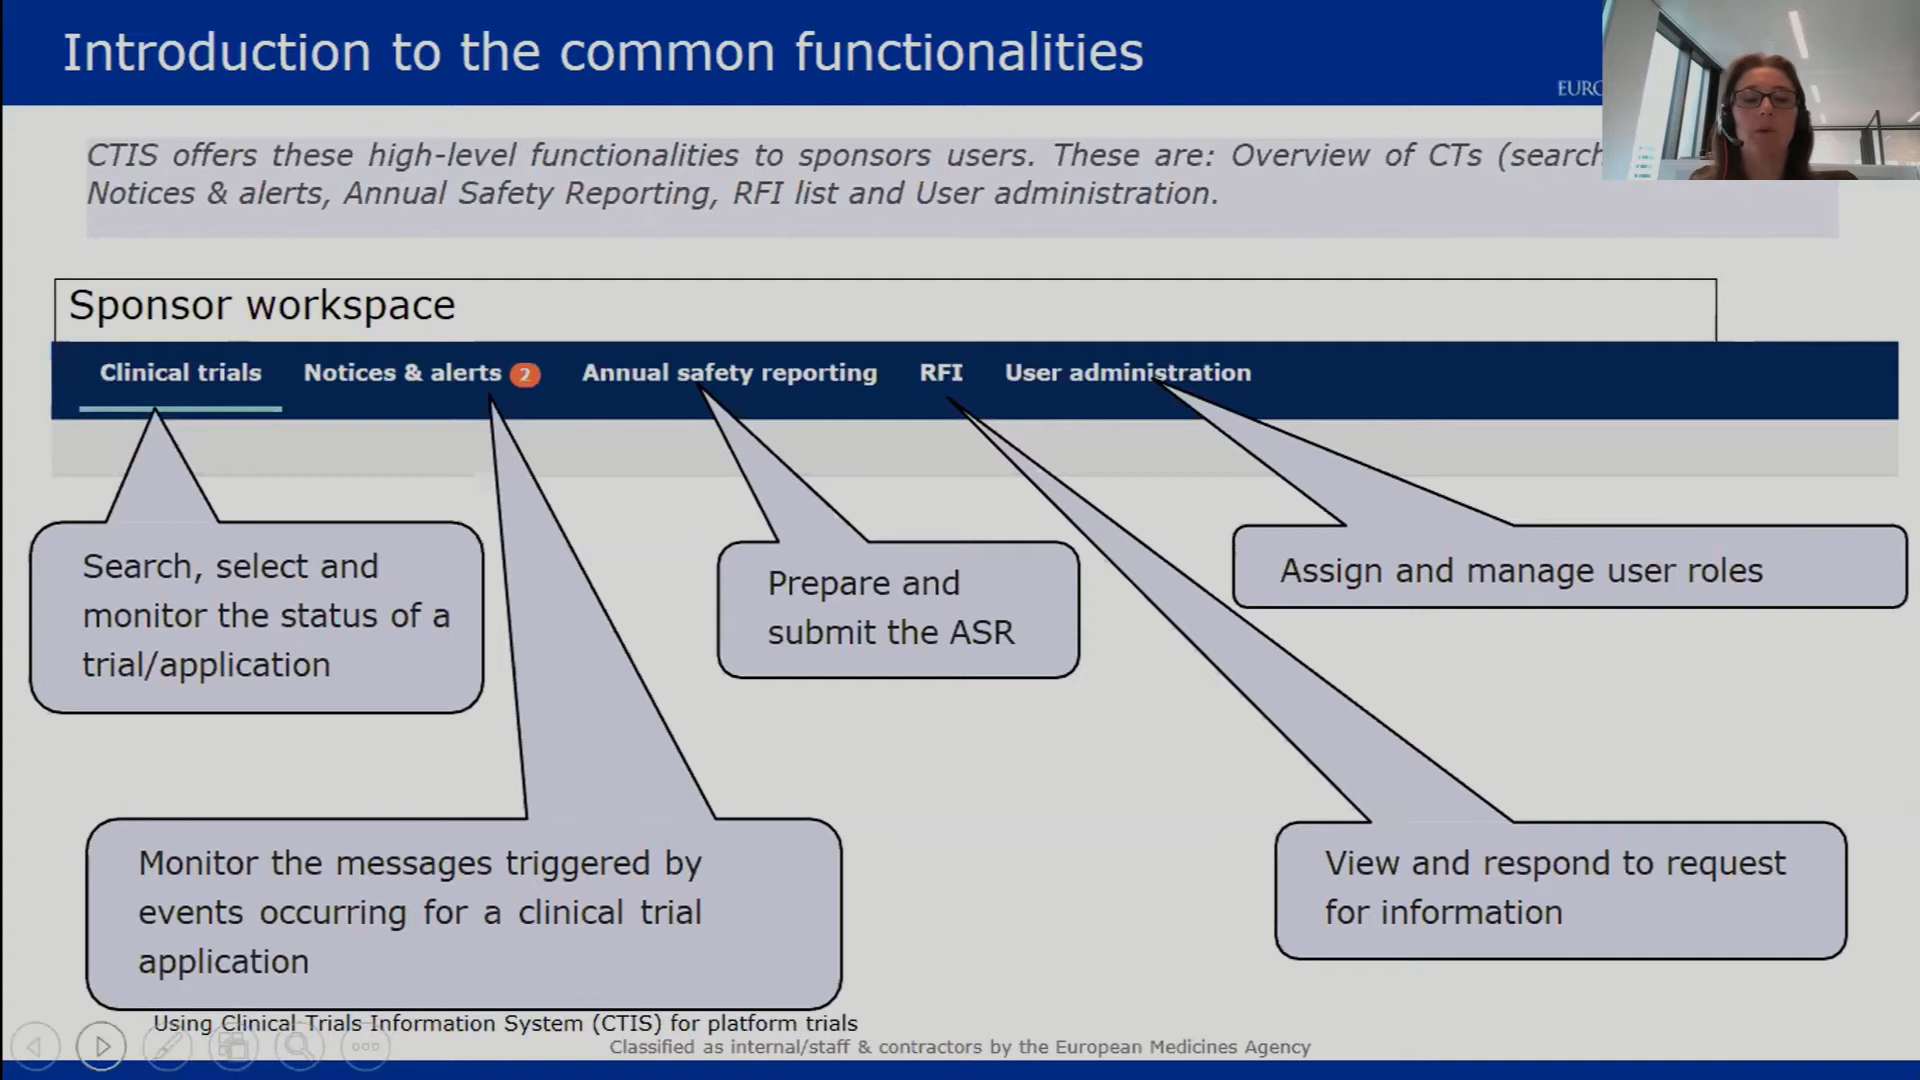 Introduction to the common functionalities
EURO
CTIS offers these high-level functionalities to sponsors users. These are: Overview of CTs (search
Notices & alerts, Annual Safety Reporting, RFI list and User administration.
Sponsor workspace
Clinical trials Notices & alerts 2 Annual safety reporting RFI User administration
Search, select and
monitor the status of a
trial/application
Prepare and
submit the ASR
Assign and manage user roles
Monitor the messages triggered by
events occurring for a clinical trial
application
View and respond to request
for information
Using Clinical Trials Information System (CTIS) for platform trials
Classified as internal/staff & contractors by the European Medicines Agency